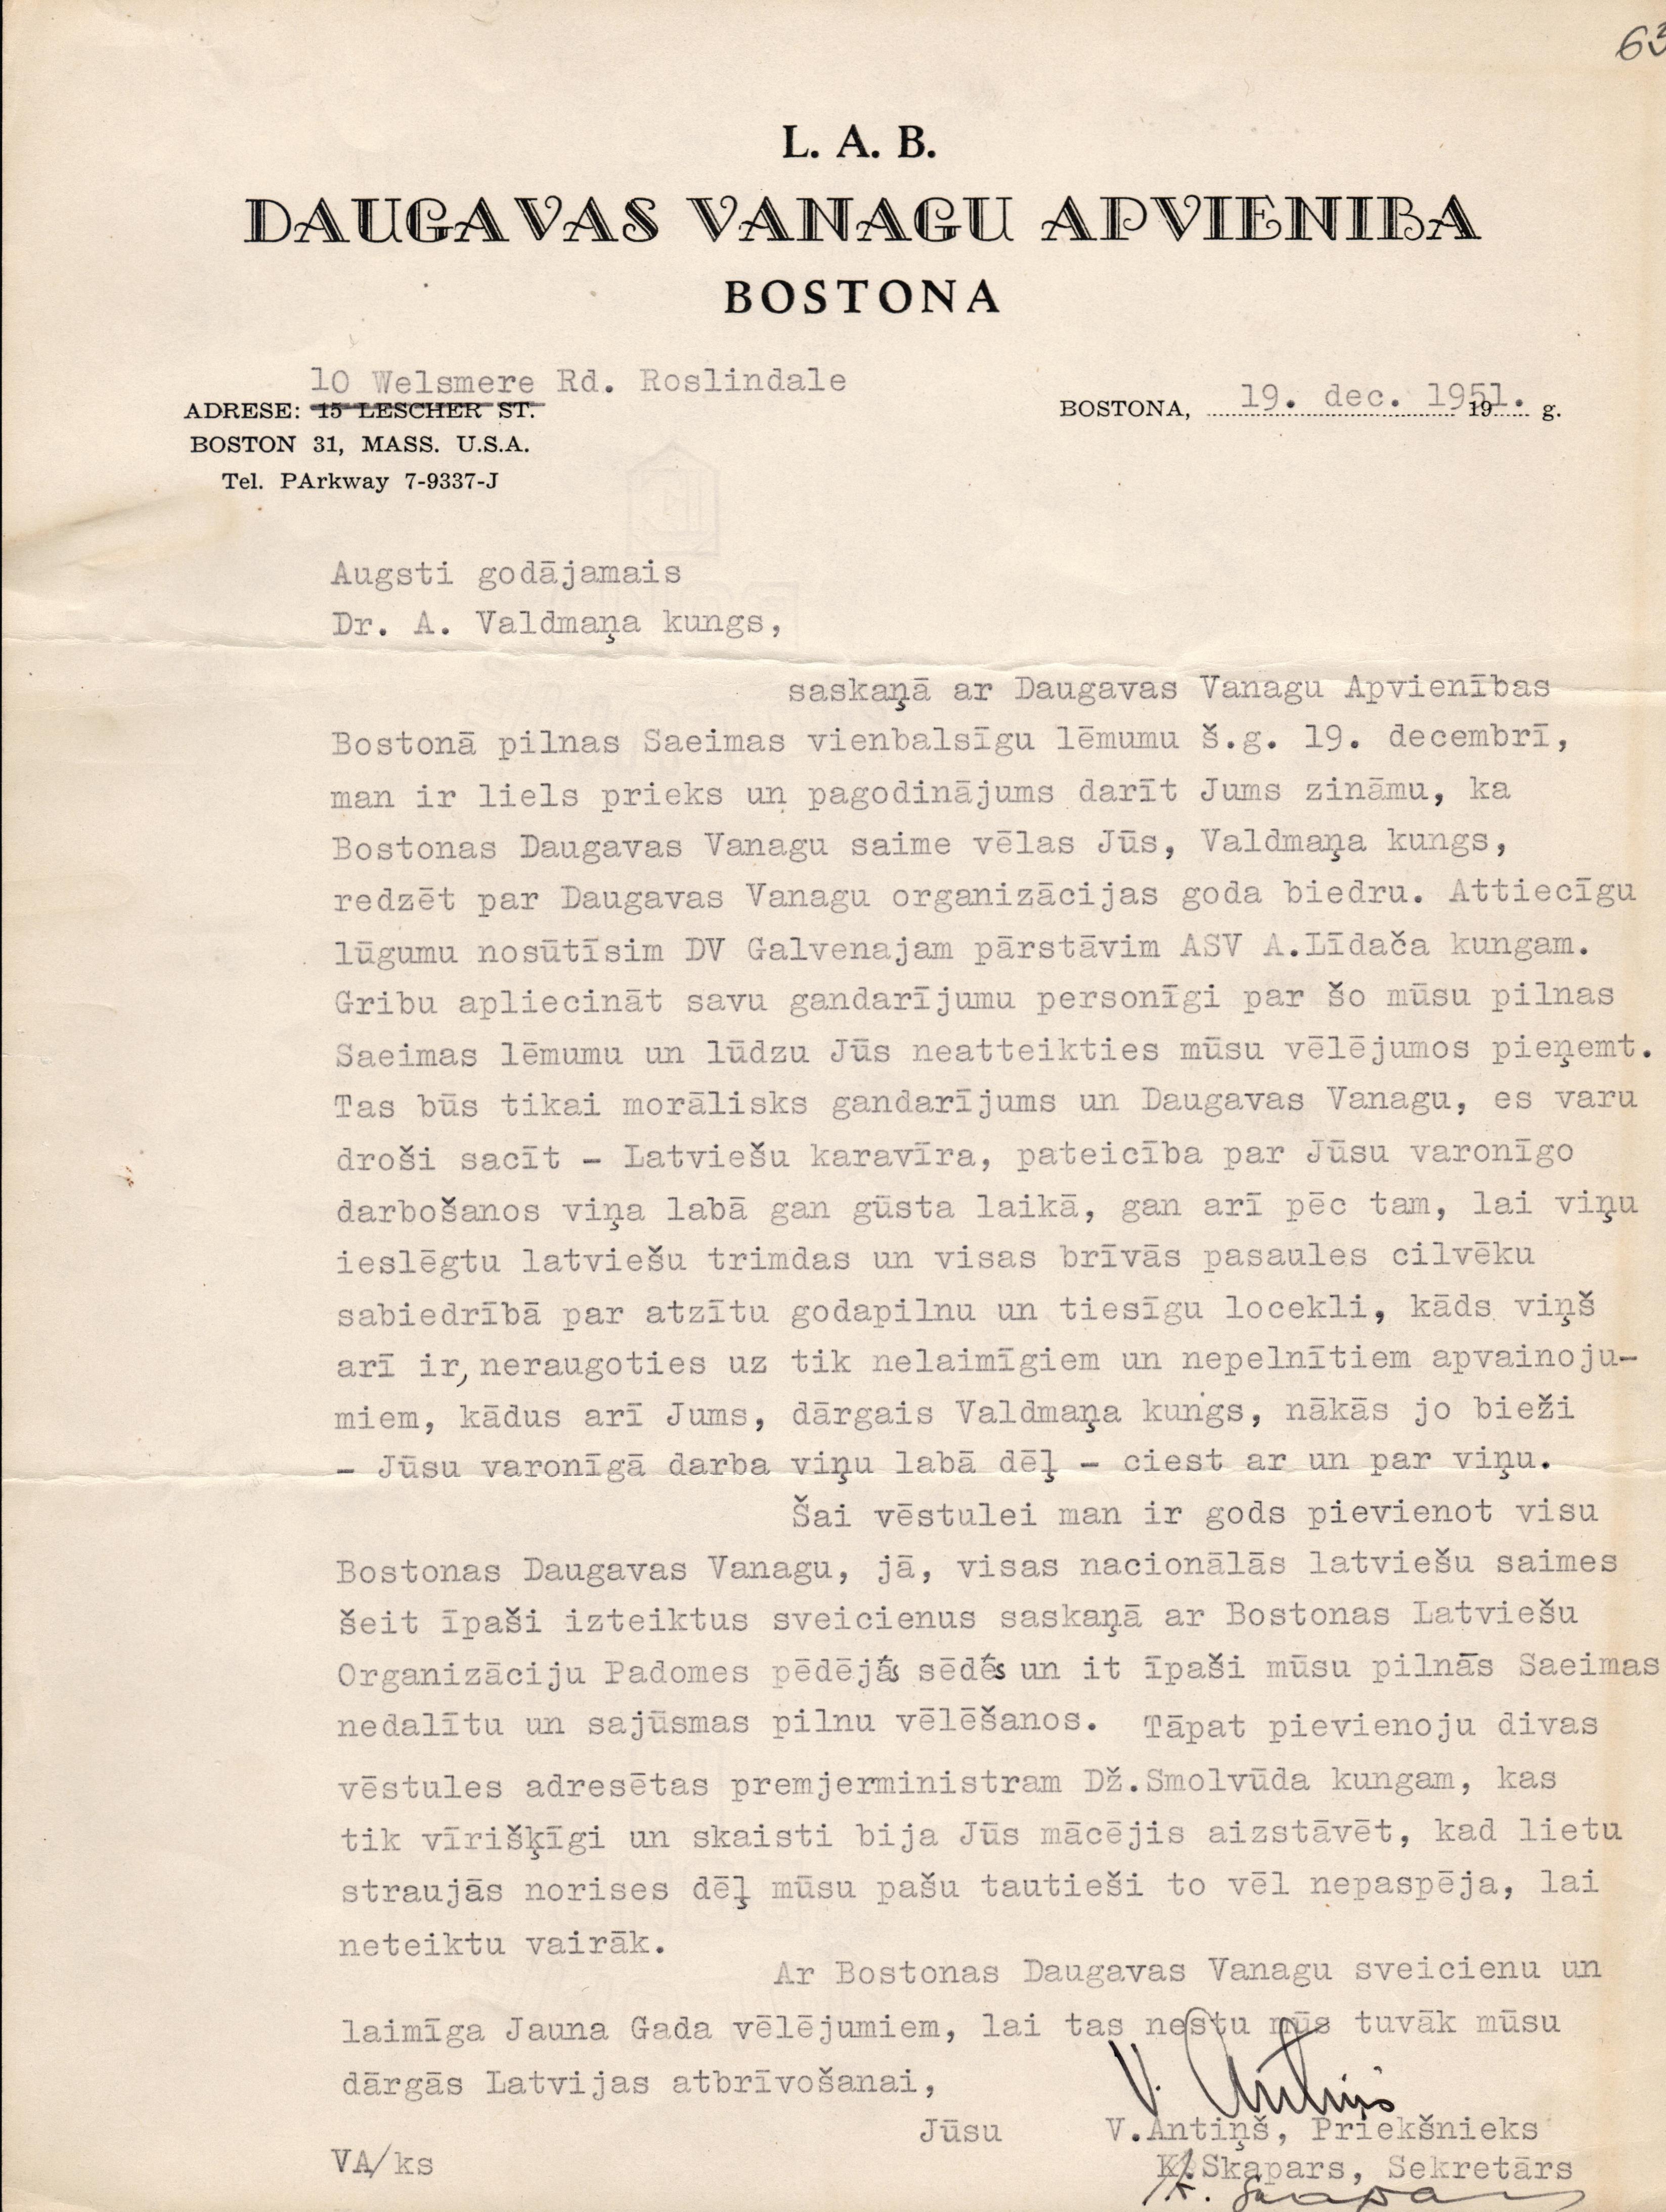 63
L. A. B.
DAUGAVAS VANAGU APVIENIBA
BOSTONA
10 Welsmere Rd. Roslindale
ADRESE: 15 LESCHER ST.
BOSTONA, 19. dec. 1951. 19 g.
BOSTON 31, MASS. U.S.A.
Tel. PArkway 7-9337-J
Augsti godājamais
Dr. A. Valdmaņa kungs,
saskaņā ar Daugavas Vanagu Apvienības
Bostonā pilnas Saeimas vienbalsīgu lēmumu š.g. 19. decembrī,
man ir liels prieks un pagodinājums darīt Jums zināmu, ka
Bostonas Daugavas Vanagu saime vēlas Jūs, Valdmaņa kungs,
redzēt par Daugavas Vanagu organizācijas goda biedru. Attiecīgu
lūgumu nosūtīsim DV Galvenajam pārstāvim ASV A.Līdača kungam.
Gribu apliecināt savu gandarījumu personīgi par šo mūsu pilnas
Saeimas lēmumu un lūdzu Jūs neatteikties mūsu vēlējumos pieņemt.
Tas būs tikai morālisks gandarījums un Daugavas Vanagu, es varu
droši sacīt - Latviešu karavīra, pateicība par Jūsu varonīgo
darbošanos viņa labā gan gūsta laikā, gan arī pēc tam, lai viņu
ieslēgtu latviešu trimdas un visas brīvās pasaules cilvēku
sabiedrībā par atzītu godapilnu un tiesīgu locekli, kāds viņš
arī ir, neraugoties uz tik nelaimīgiem un nepelnītiem apvainoju-
miem, kādus arī Jums, dārgais Valdmaņa kungs, nākās jo bieži
- Jūsu varonīgā darba viņu labā dēļ - ciest ar un par viņu.
Šai vēstulei man ir gods pievienot visu
Bostonas Daugavas Vanagu, jā, visas nacionālās latviešu saimes
šeit īpaši izteiktus sveicienus saskaņā ar Bostonas Latviešu
Organizāciju Padomes pēdējās sēdēs un it īpaši mūsu pilnās Saeimas
nedalītu un sajūsmas pilnu vēlēšanos. Tāpat pievienoju divas
vēstules adresētas premjerministram Dž.Smolvūda kungam, kas
tik vīrišķīgi un skaisti bija Jūs mācējis aizstāvēt, kad lietu
straujās norises dēļ mūsu pašu tautieši to vēl nepaspēja, lai
neteiktu vairāk.
Ar Bostonas Daugavas Vanagu sveicienu un
laimīga Jauna Gada vēlējumiem, lai tas nestu mūs tuvāk mūsu
dārgās Latvijas atbrīvošanai,
V. Antiņš
Jūsu V.Antiņš, Priekšnieks
VA/ks K.Skapars, Sekretārs
K. Skapars